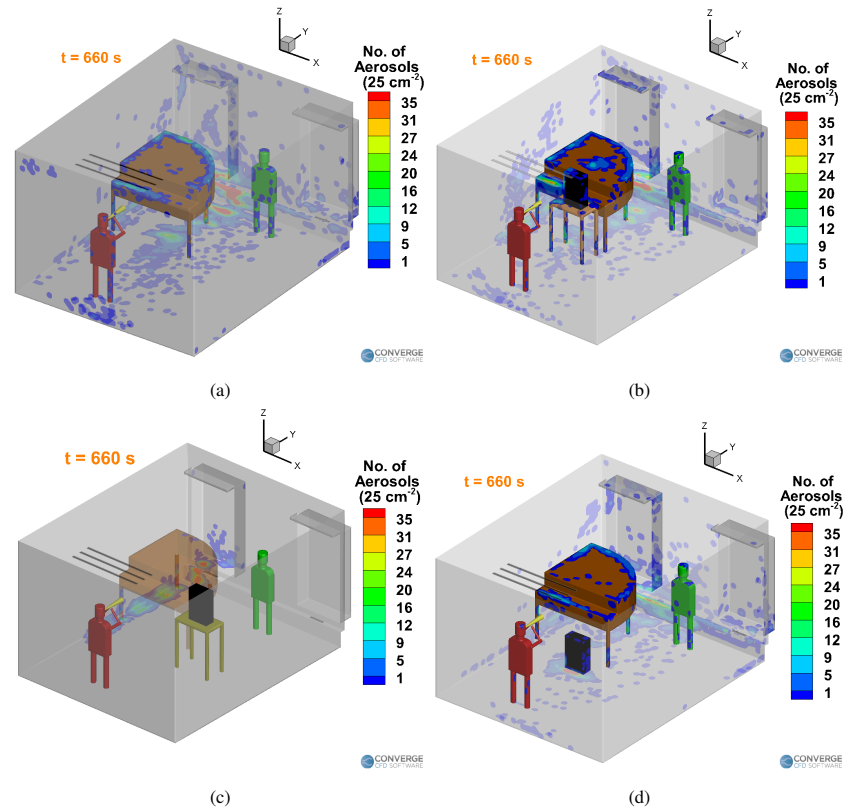 t = 660 s
Z
Y
X
No. of
Aerosols
(25 cm⁻²)
35
31
27
24
20
16
12
9
5
1
CONVERGE
CFD SOFTWARE
(a)
t = 660 s
Z
Y
X
No. of
Aerosols
(25 cm⁻²)
35
31
27
24
20
16
12
9
5
1
CONVERGE
CFD SOFTWARE
(b)
t = 660 s
Z
Y
X
No. of
Aerosols
(25 cm⁻²)
35
31
27
24
20
16
12
9
5
1
CONVERGE
CFD SOFTWARE
(c)
t = 660 s
Z
Y
X
No. of
Aerosols
(25 cm⁻²)
35
31
27
24
20
16
12
9
5
1
CONVERGE
CFD SOFTWARE
(d)